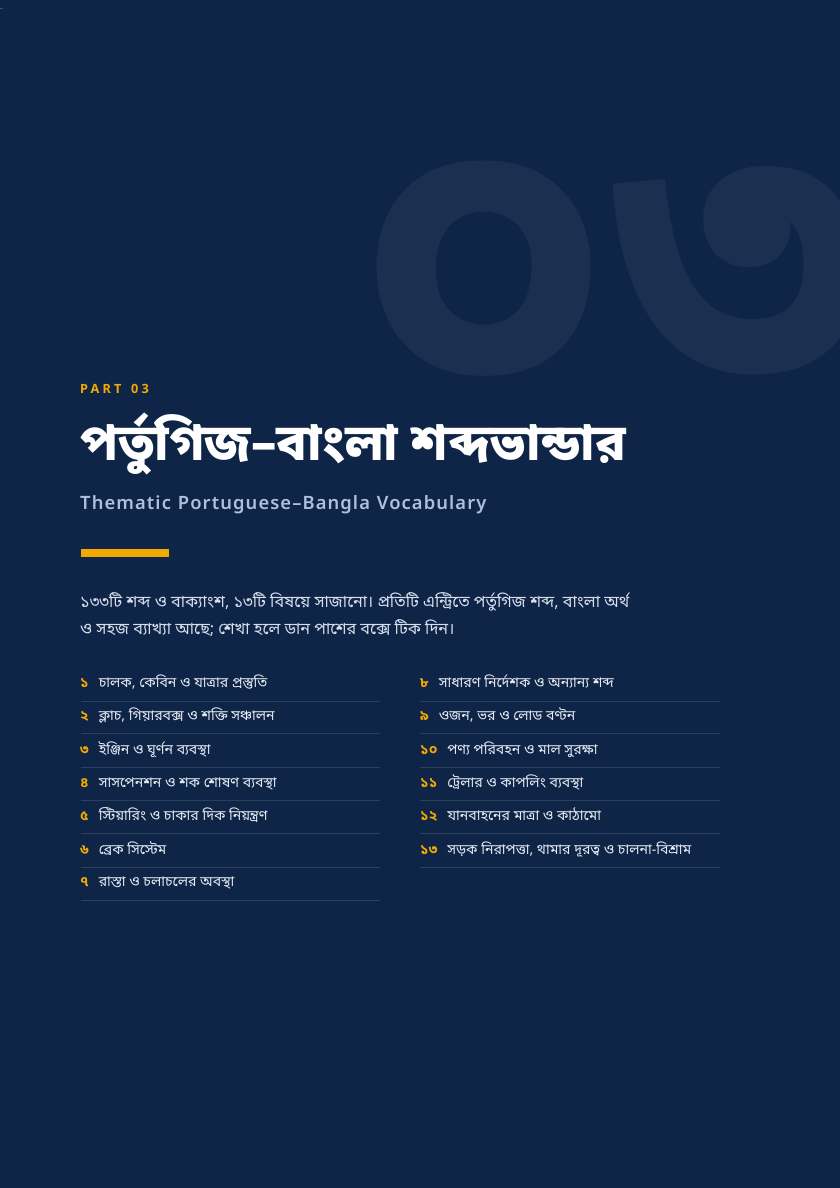 ০৩
PART 03
পর্তুগিজ–বাংলা শব্দভান্ডার
Thematic Portuguese–Bangla Vocabulary
১৩৩টি শব্দ ও বাক্যাংশ, ১৩টি বিষয়ে সাজানো। প্রতিটি এন্ট্রিতে পর্তুগিজ শব্দ, বাংলা অর্থ
ও সহজ ব্যাখ্যা আছে; শেখা হলে ডান পাশের বক্সে টিক দিন।
১ চালক, কেবিন ও যাত্রার প্রস্তুতি
২ ক্লাচ, গিয়ারবক্স ও শক্তি সঞ্চালন
৩ ইঞ্জিন ও ঘূর্ণন ব্যবস্থা
৪ সাসপেনশন ও শক শোষণ ব্যবস্থা
৫ স্টিয়ারিং ও চাকার দিক নিয়ন্ত্রণ
৬ ব্রেক সিস্টেম
৭ রাস্তা ও চলাচলের অবস্থা
৮ সাধারণ নির্দেশক ও অন্যান্য শব্দ
৯ ওজন, ভর ও লোড বণ্টন
১০ পণ্য পরিবহন ও মাল সুরক্ষা
১১ ট্রেলার ও কাপলিং ব্যবস্থা
১২ যানবাহনের মাত্রা ও কাঠামো
১৩ সড়ক নিরাপত্তা, থামার দূরত্ব ও চালনা-বিশ্রাম